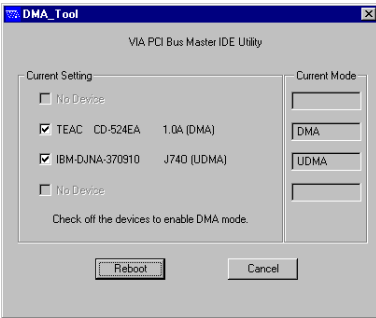 DMA_Tool
VIA PCI Bus Master IDE Utility
Current Setting
Current Mode
No Device
TEAC CD-524EA 1.0A (DMA)
DMA
IBM-DJNA-370910 J740 (UDMA)
UDMA
No Device
Check off the devices to enable DMA mode.
Reboot
Cancel